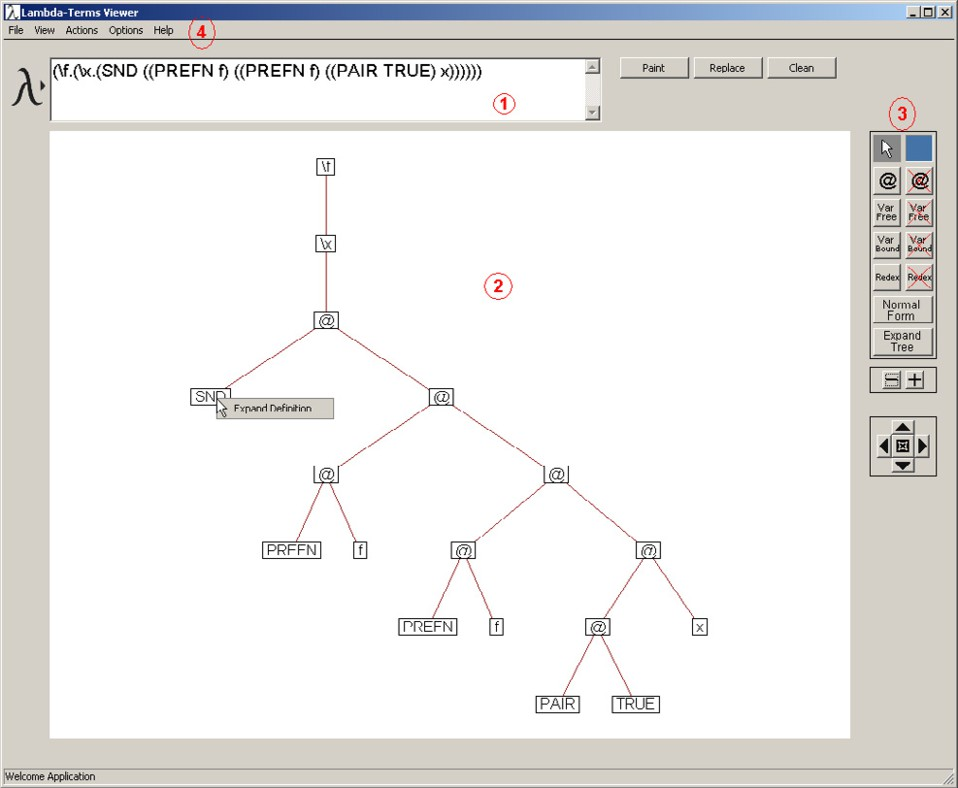 Lambda-Terms Viewer
File View Actions Options Help 4
λ (\f.(\x.(SND ((PREFN f) ((PREFN f) ((PAIR TRUE) x))))))
Paint Replace Clean
1
3
\f
@ @
Var Free Var Free
\x
Var Bound Var Bound
Redex Redex
2
Normal
Form
@
Expand
Tree
SND @
Expand Definition
@ @
PREFN f @ @
PREFN f @ x
PAIR TRUE
Welcome Application